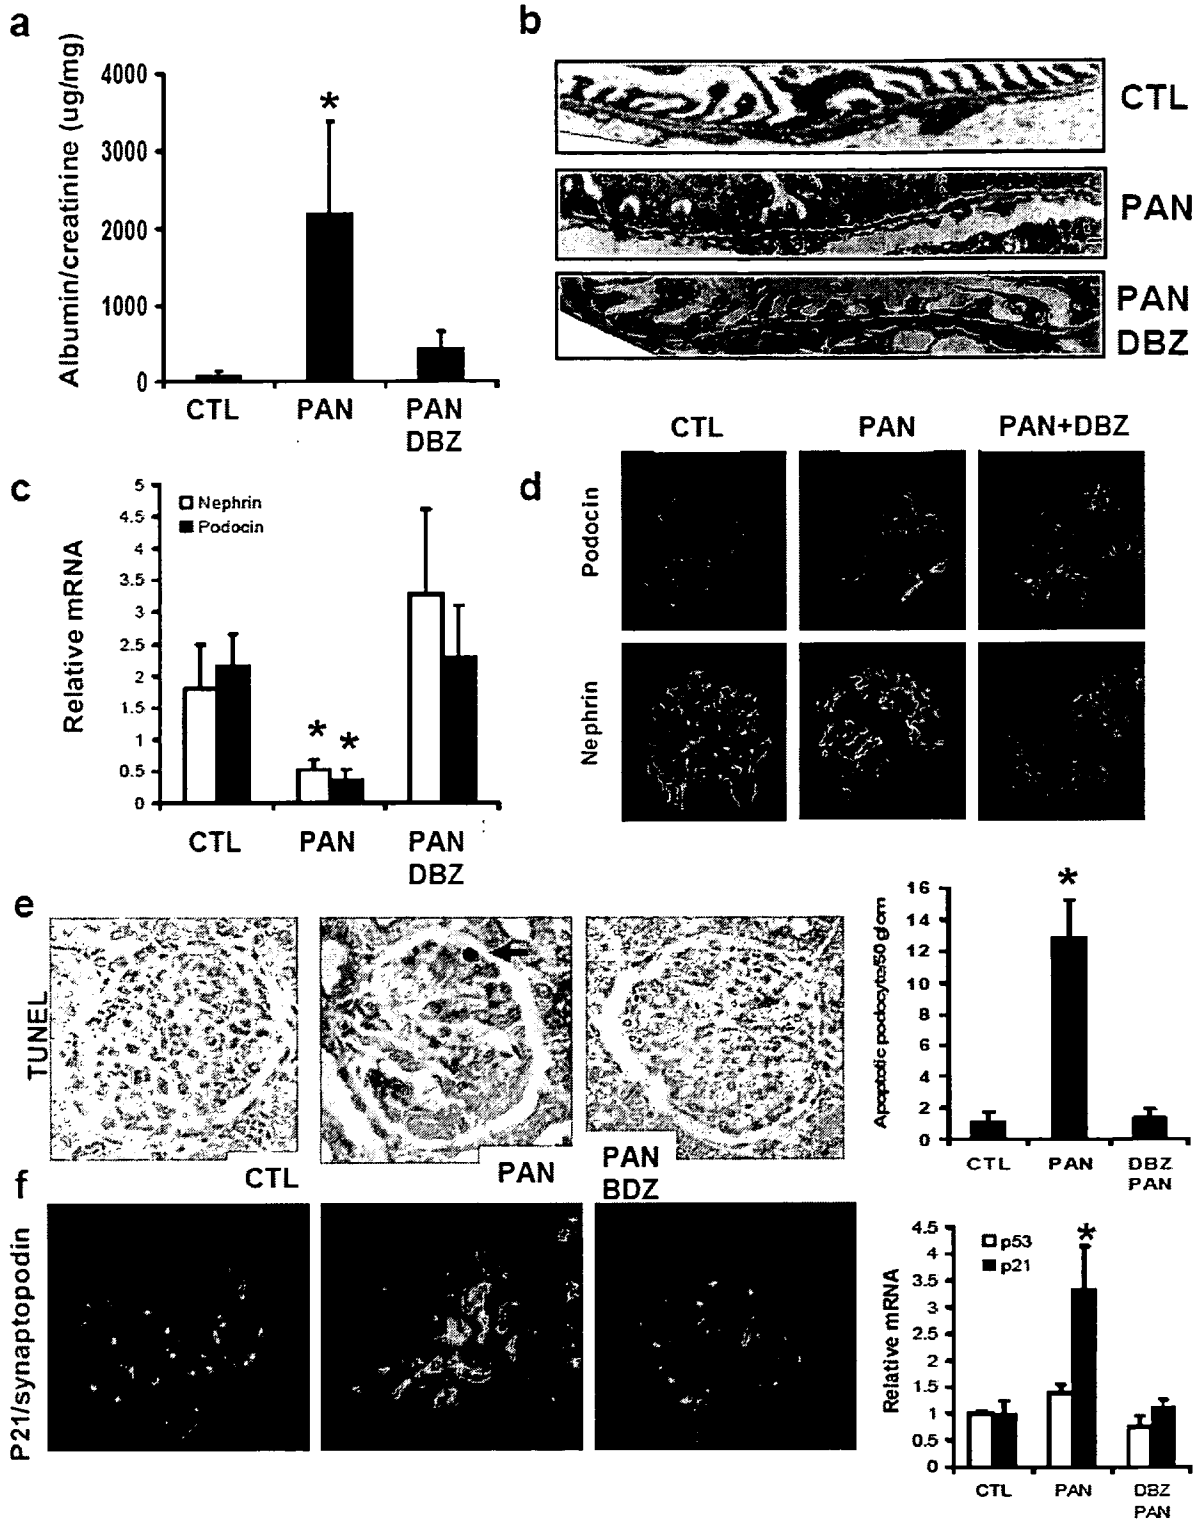 a
Albumin/creatinine (ug/mg)
4000
3000
2000
1000
0
*
CTL
PAN
PAN
DBZ
b
CTL
PAN
PAN
DBZ
c
Relative mRNA
5
4.5
4
3.5
3
2.5
2
1.5
1
0.5
0
Nephrin
Podocin
*
*
CTL
PAN
PAN
DBZ
d
CTL
PAN
PAN+DBZ
Podocin
Nephrin
e
TUNEL
CTL
PAN
PAN
BDZ
Apoptotic podocyte/50 glom
16
14
12
10
8
6
4
2
0
*
CTL
PAN
DBZ
PAN
f
P21/synaptopodin
Relative mRNA
4.5
4
3.5
3
2.5
2
1.5
1
0.5
0
p53
p21
*
CTL
PAN
DBZ
PAN